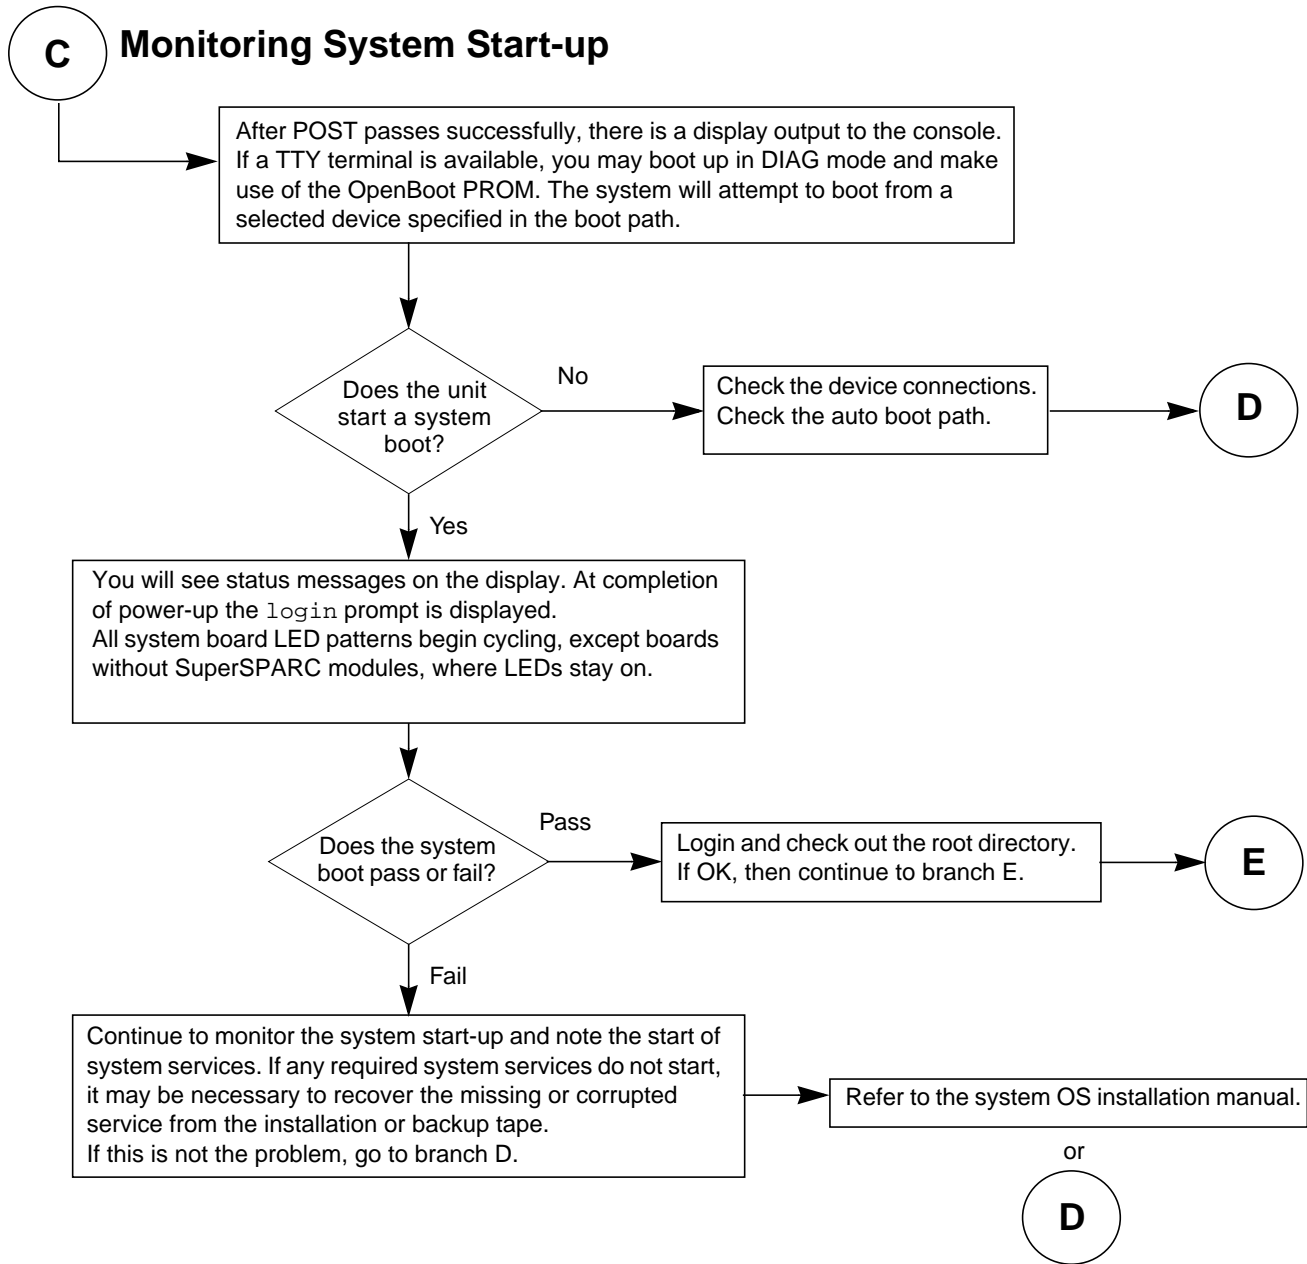 C
Monitoring System Start-up
After POST passes successfully, there is a display output to the console.
If a TTY terminal is available, you may boot up in DIAG mode and make
use of the OpenBoot PROM. The system will attempt to boot from a
selected device specified in the boot path.
Does the unit
start a system
boot?
No
Check the device connections.
Check the auto boot path.
D
Yes
You will see status messages on the display. At completion
of power-up the login prompt is displayed.
All system board LED patterns begin cycling, except boards
without SuperSPARC modules, where LEDs stay on.
Does the system
boot pass or fail?
Pass
Login and check out the root directory.
If OK, then continue to branch E.
E
Fail
Continue to monitor the system start-up and note the start of
system services. If any required system services do not start,
it may be necessary to recover the missing or corrupted
service from the installation or backup tape.
If this is not the problem, go to branch D.
Refer to the system OS installation manual.
or
D